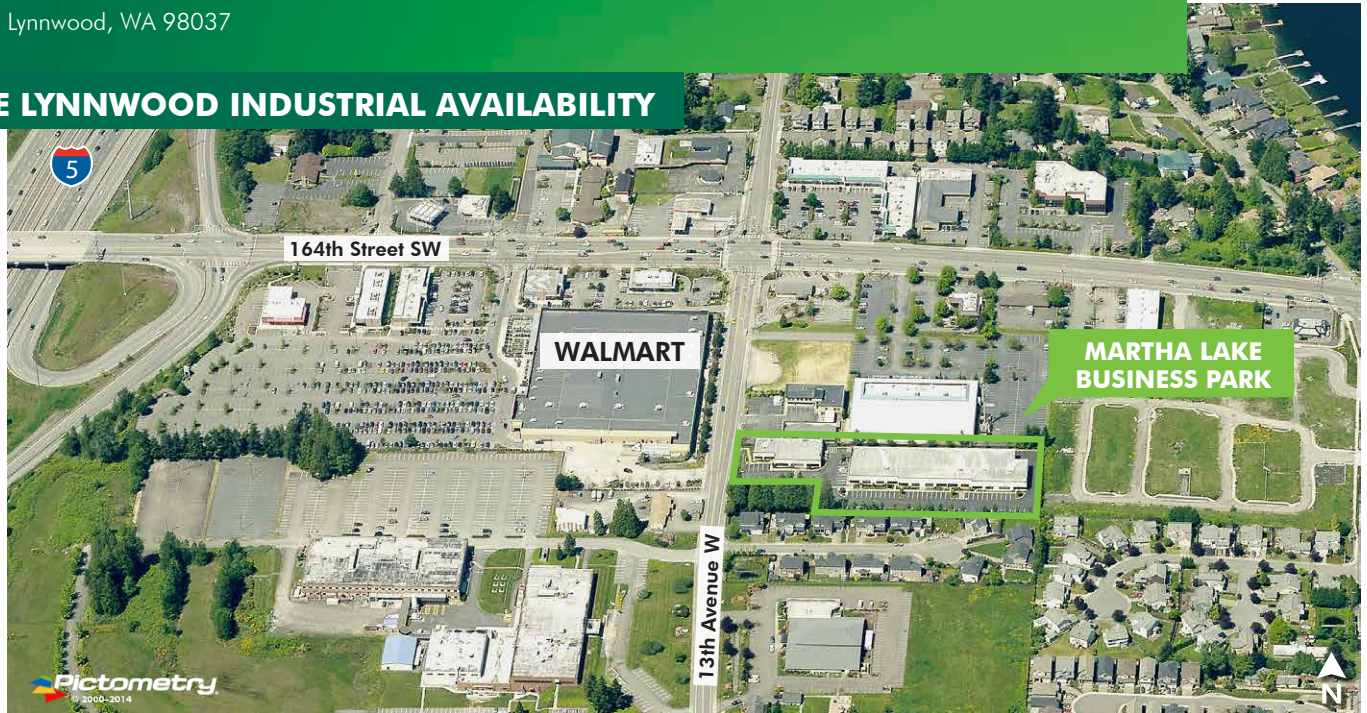 Lynnwood, WA 98037
E LYNNWOOD INDUSTRIAL AVAILABILITY
5
164th Street SW
WALMART
MARTHA LAKE
BUSINESS PARK
13th Avenue W
Pictometry
© 2000-2014
N